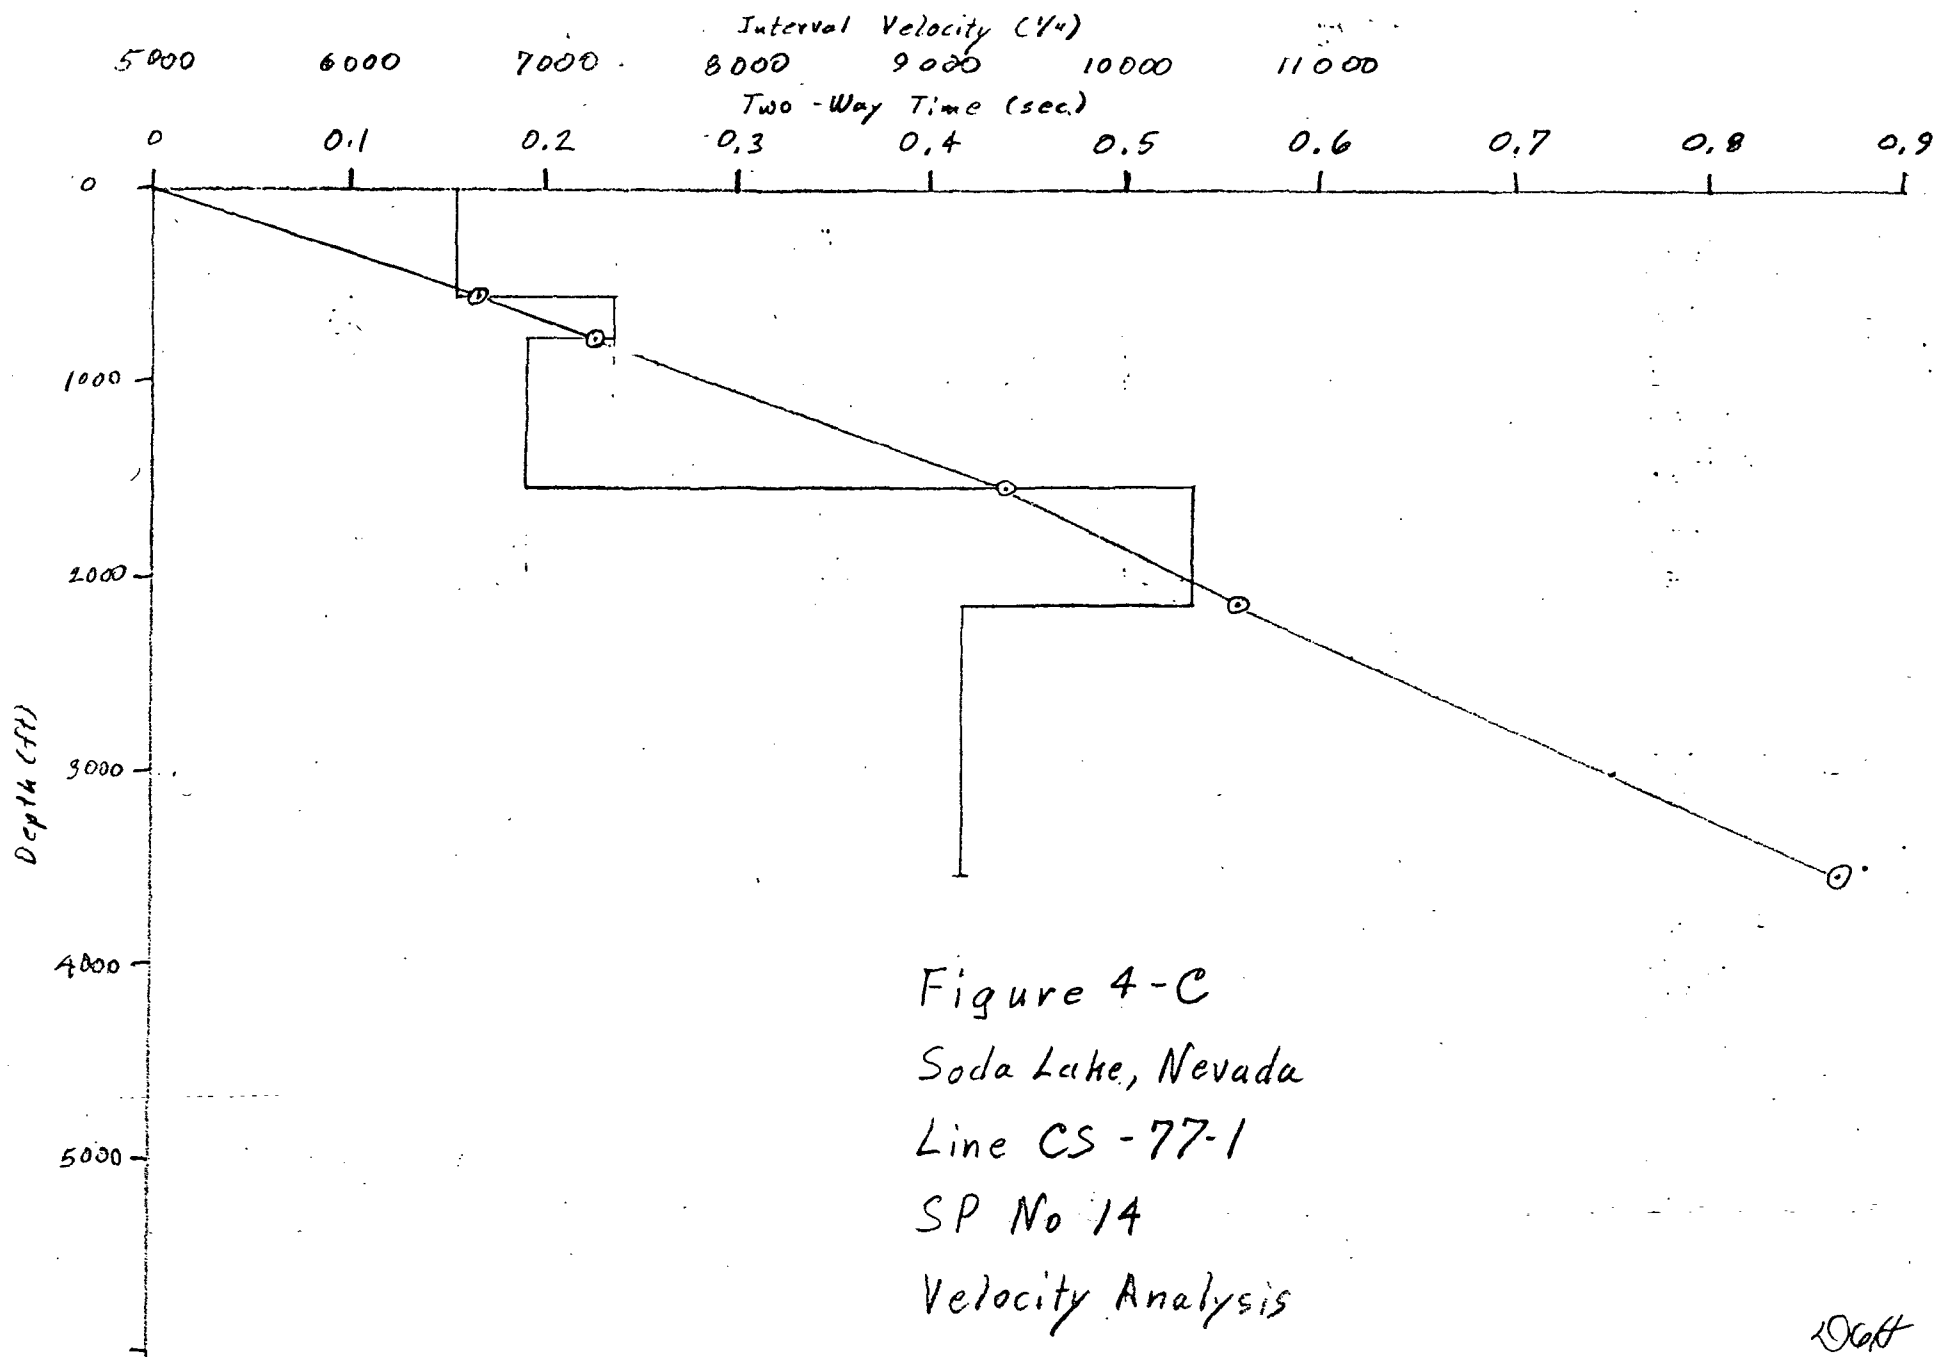 Interval Velocity (1/4)
5000 6000 7000 8000 9000 10000 11000
Two-Way Time (sec.)
0 0.1 0.2 0.3 0.4 0.5 0.6 0.7 0.8 0.9
0
1000
2000
3000
4000
5000
Depth (ft)
Figure 4-C
Soda Lake, Nevada
Line CS-77-1
SP No 14
Velocity Analysis